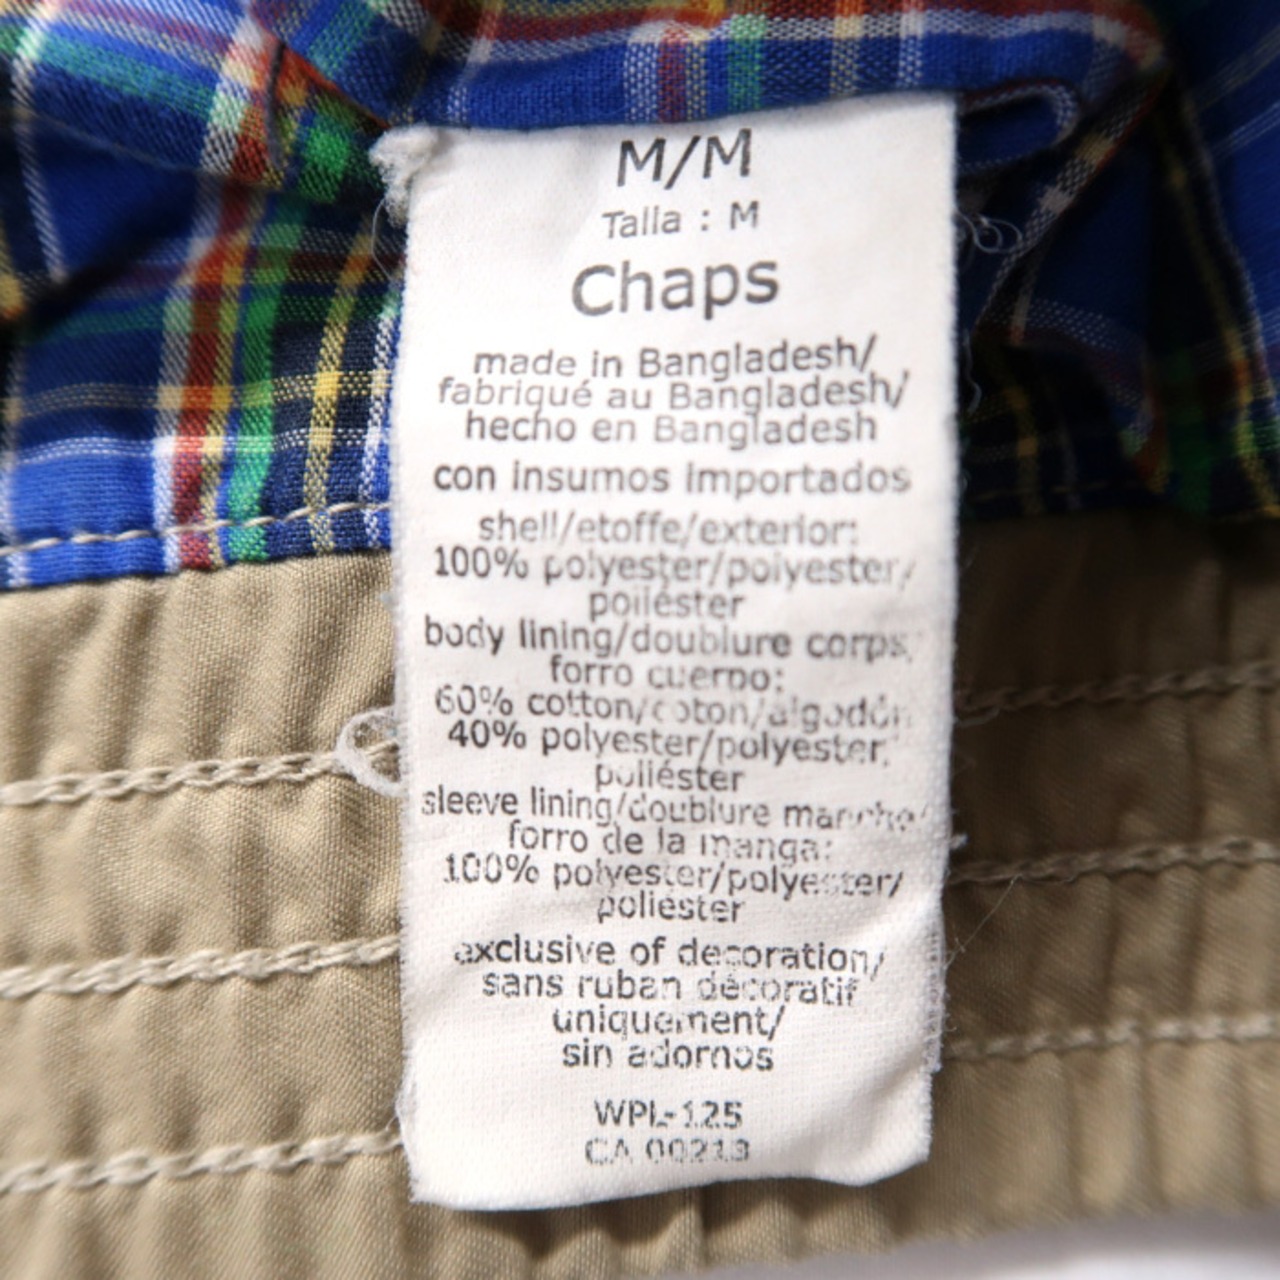 M/M
Talla : M
Chaps
made in Bangladesh/
fabriqué au Bangladesh/
hecho en Bangladesh
con insumos importados
shell/etoffe/exterior:
100% polyester/polyester/
poliéster
body lining/doublure corps/
forro cuerpo:
60% cotton/coton/algodón
40% polyester/polyester/
poliéster
sleeve lining/doublure manche/
forro de la manga:
100% polyester/polyester/
poliéster
exclusive of decoration/
sans ruban décoratif
uniquement/
sin adornos
WPL-125
CA 00213